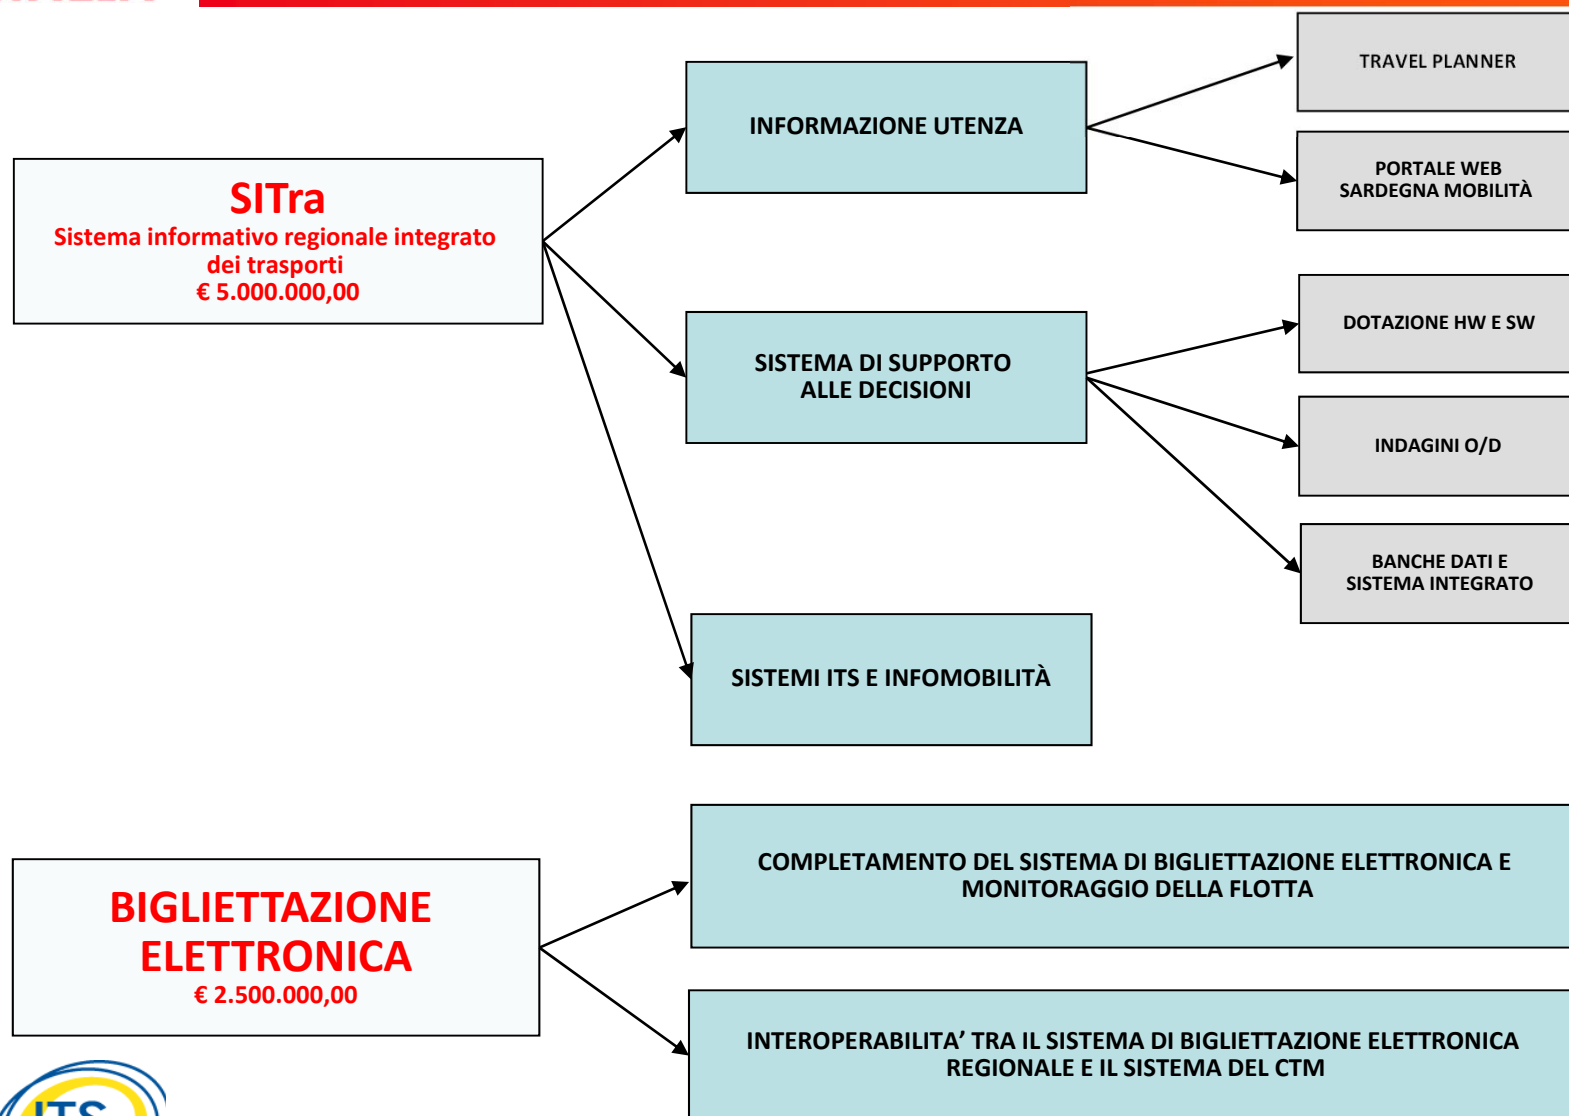 SITra
Sistema informativo regionale integrato
dei trasporti
€ 5.000.000,00
INFORMAZIONE UTENZA
TRAVEL PLANNER
PORTALE WEB
SARDEGNA MOBILITÀ
SISTEMA DI SUPPORTO
ALLE DECISIONI
DOTAZIONE HW E SW
INDAGINI O/D
BANCHE DATI E
SISTEMA INTEGRATO
SISTEMI ITS E INFOMOBILITÀ
BIGLIETTAZIONE
ELETTRONICA
€ 2.500.000,00
COMPLETAMENTO DEL SISTEMA DI BIGLIETTAZIONE ELETTRONICA E
MONITORAGGIO DELLA FLOTTA
INTEROPERABILITA’ TRA IL SISTEMA DI BIGLIETTAZIONE ELETTRONICA
REGIONALE E IL SISTEMA DEL CTM
ITS